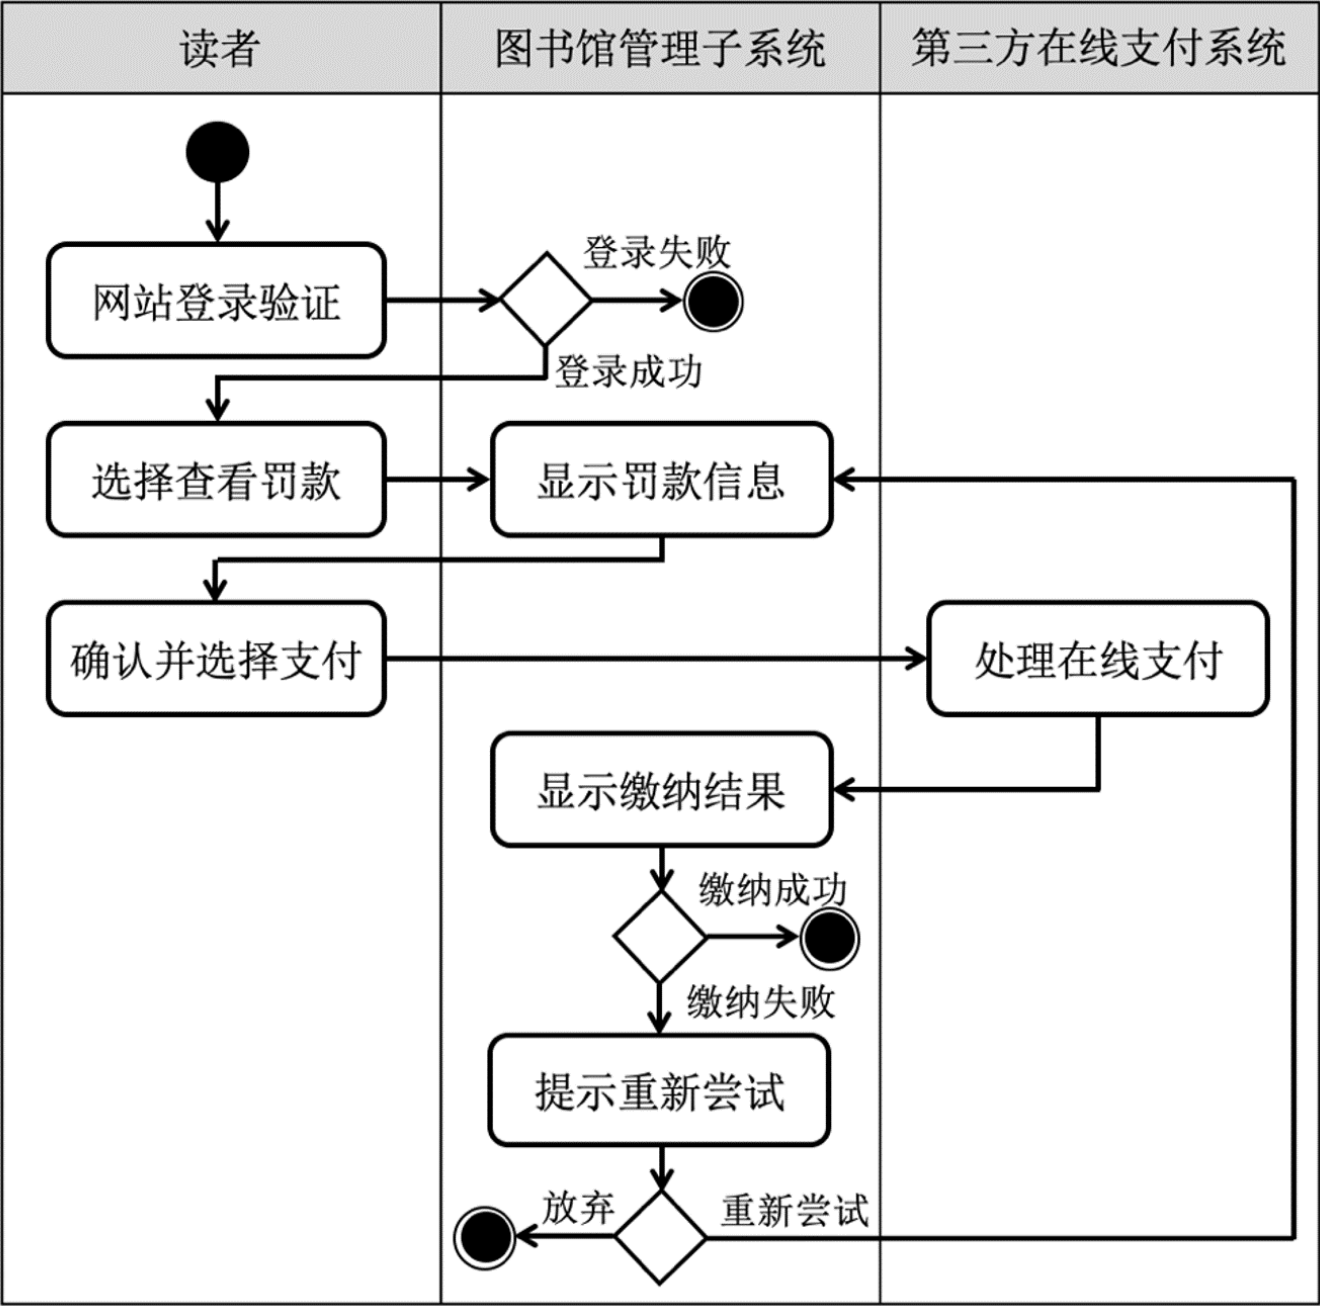 读者
图书馆管理子系统
第三方在线支付系统
登录失败
网站登录验证
登录成功
选择查看罚款
显示罚款信息
确认并选择支付
处理在线支付
显示缴纳结果
缴纳成功
缴纳失败
提示重新尝试
放弃
重新尝试